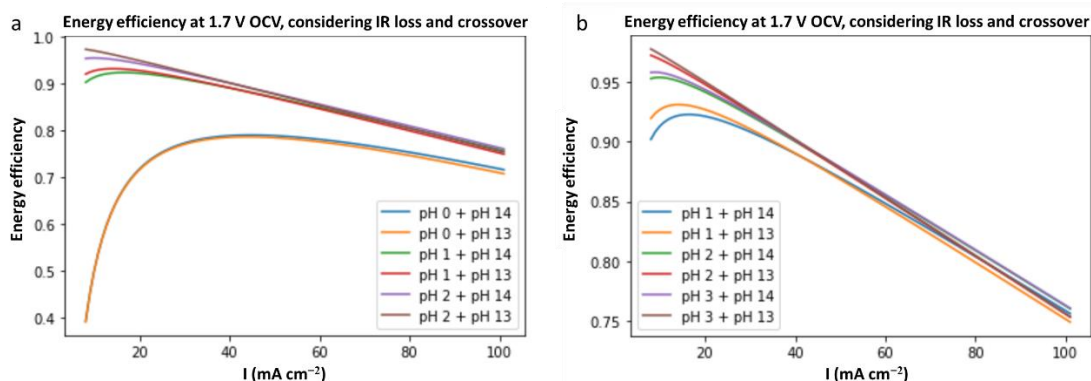 a
Energy efficiency at 1.7 V OCV, considering IR loss and crossover
Energy efficiency
1.0
0.9
0.8
0.7
0.6
0.5
0.4
pH 0 + pH 14
pH 0 + pH 13
pH 1 + pH 14
pH 1 + pH 13
pH 2 + pH 14
pH 2 + pH 13
20 40 60 80 100
I (mA cm⁻²)
b
Energy efficiency at 1.7 V OCV, considering IR loss and crossover
Energy efficiency
0.95
0.90
0.85
0.80
0.75
pH 1 + pH 14
pH 1 + pH 13
pH 2 + pH 14
pH 2 + pH 13
pH 3 + pH 14
pH 3 + pH 13
20 40 60 80 100
I (mA cm⁻²)